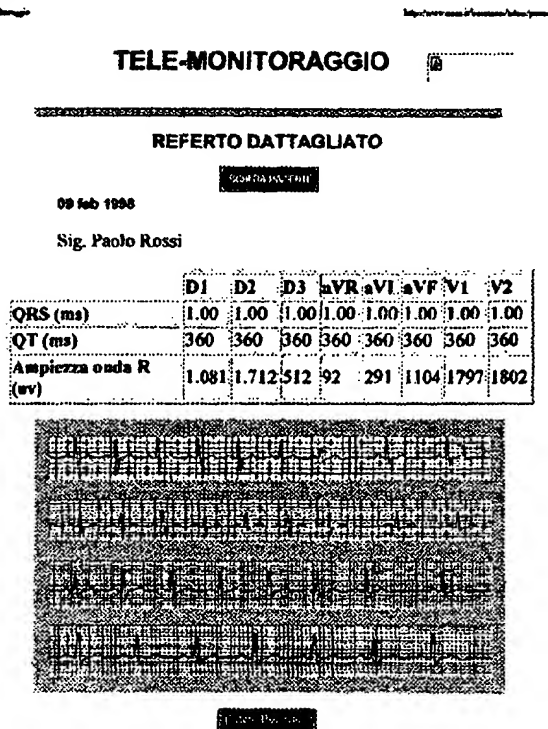 TELE-MONITORAGGIO
REFERTO DATTAGLIATO
09 feb 1998
Sig. Paolo Rossi
D1 D2 D3 aVR aVI aVF V1 V2
QRS (ms) 1.00 1.00 1.00 1.00 1.00 1.00 1.00 1.00
QT (ms) 360 360 360 360 360 360 360 360
Ampiezza onda R
(uv) 1.081 1.712 512 92 291 1104 1797 1802